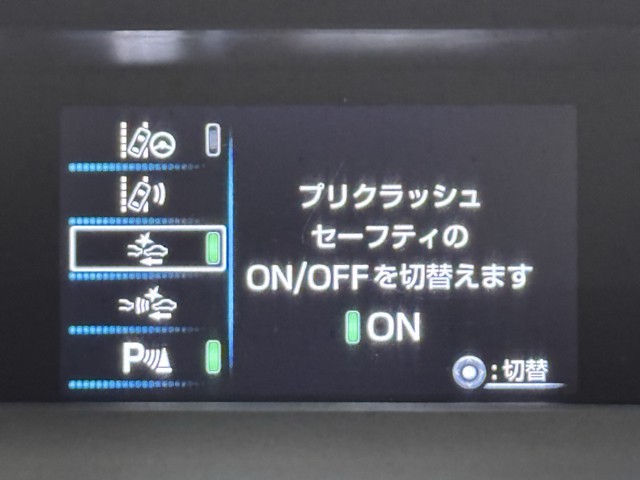 プリクラッシュ
セーフティの
ON/OFFを切替えます
ON
P
:切替